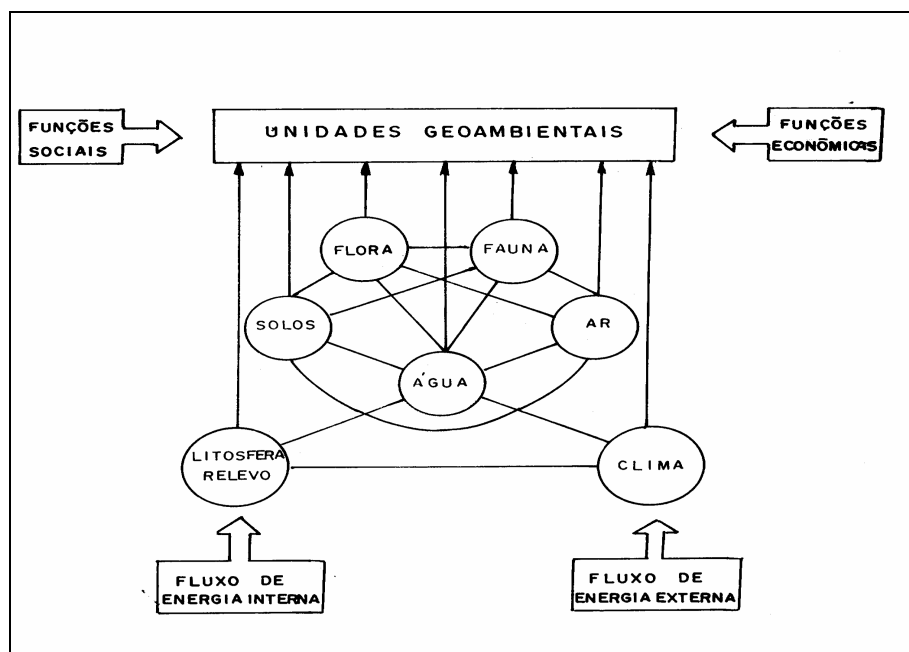 FUNÇÕES
SOCIAIS
UNIDADES GEOAMBIENTAIS
FUNÇÕES
ECONÔMICAS
FLORA
FAUNA
SOLOS
AR
ÁGUA
LITOSFERA
RELEVO
CLIMA
FLUXO DE
ENERGIA INTERNA
FLUXO DE
ENERGIA EXTERNA